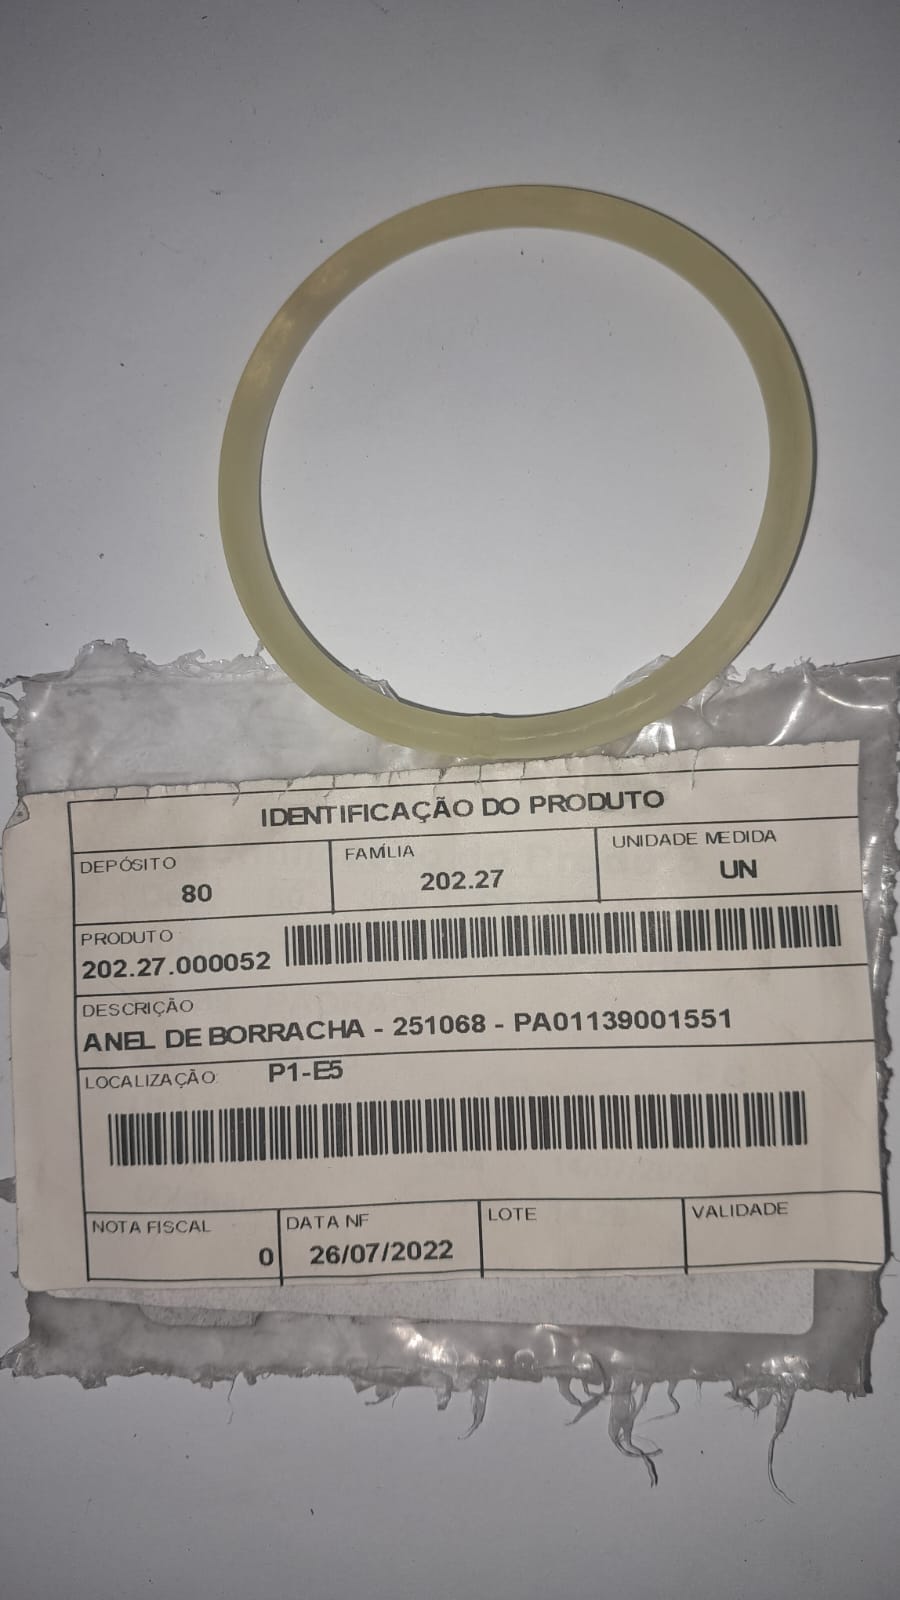 IDENTIFICAÇÃO DO PRODUTO
DEPÓSITO FAMÍLIA UNIDADE MEDIDA
80 202.27 UN
PRODUTO
202.27.000052
DESCRIÇÃO
ANEL DE BORRACHA - 251068 - PA01139001551
LOCALIZAÇÃO: P1-E5
NOTA FISCAL DATA NF LOTE VALIDADE
0 26/07/2022